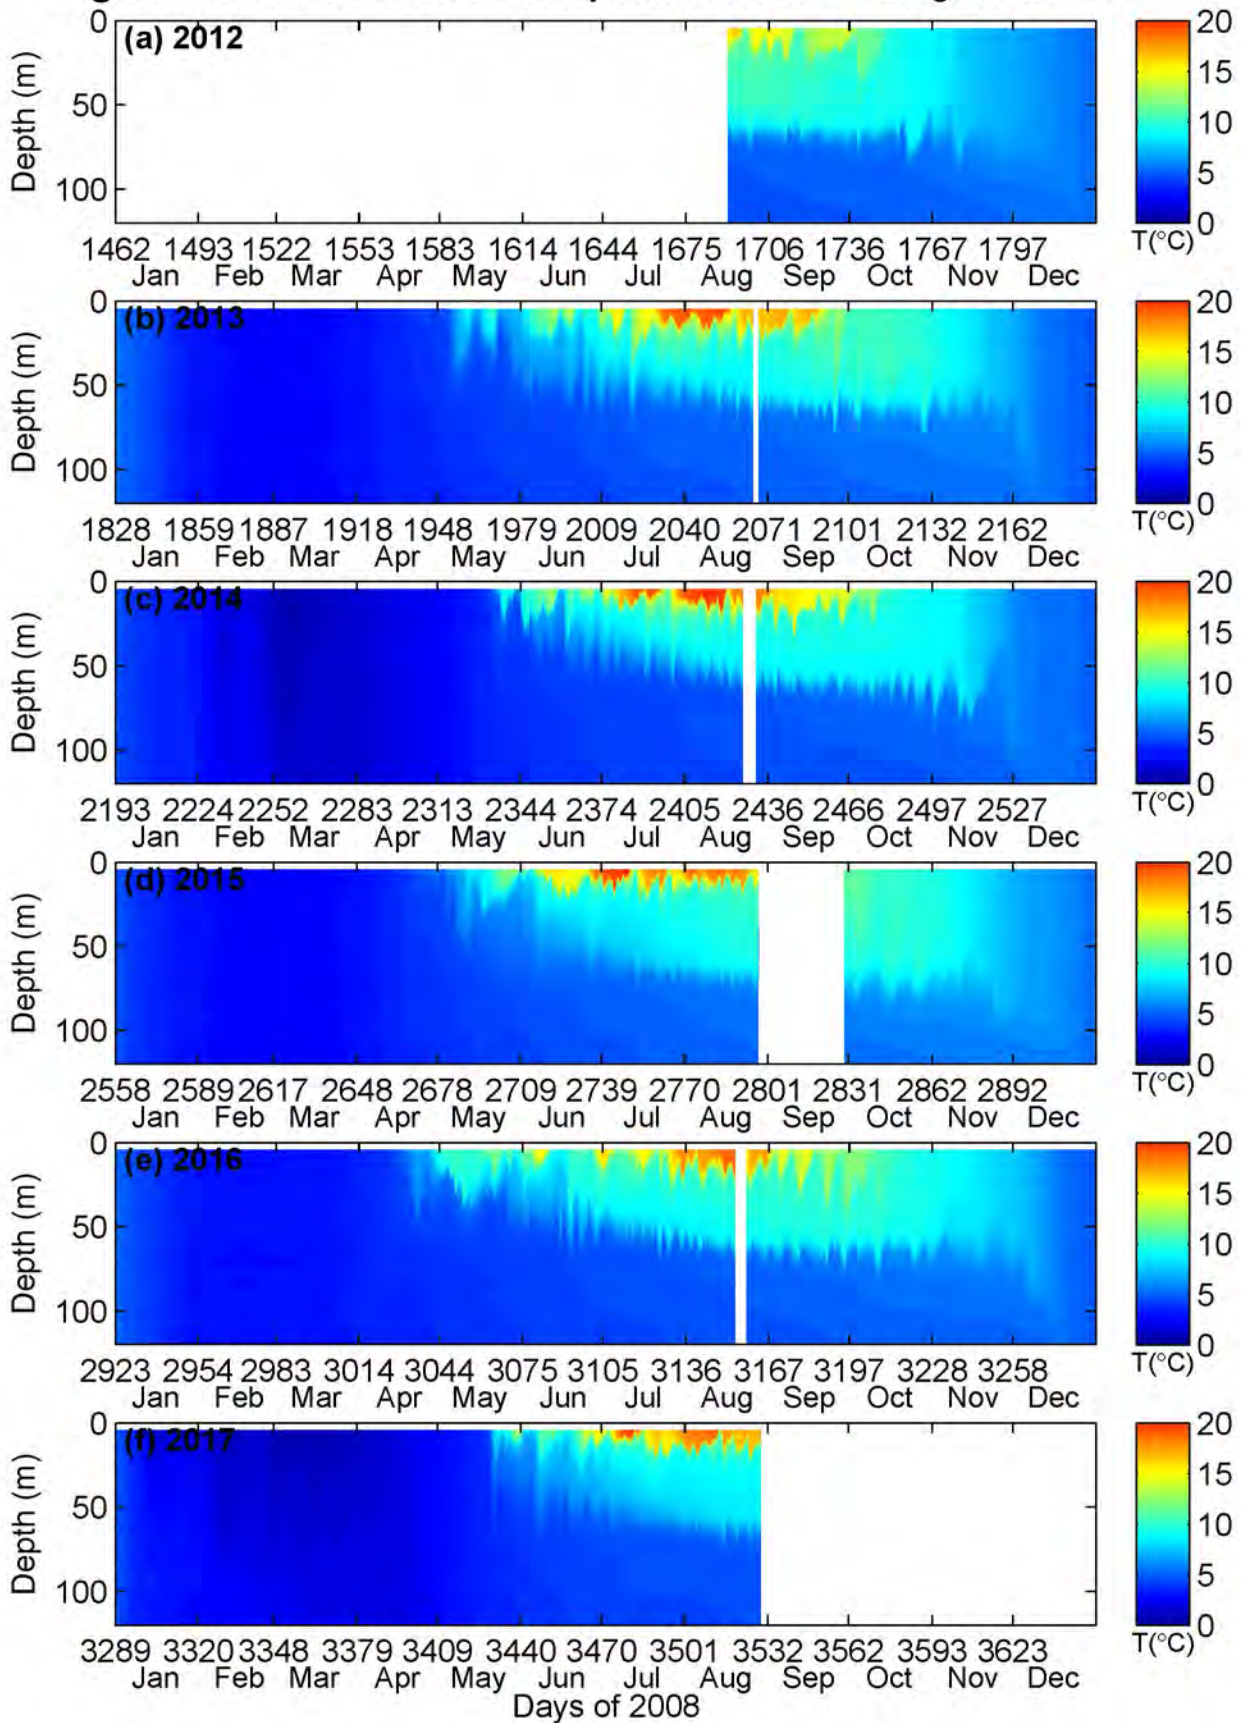 (a) 2012
0
50
100
Depth (m)
20
15
10
5
0
T(°C)
1462 1493 1522 1553 1583 1614 1644 1675 1706 1736 1767 1797
Jan Feb Mar Apr May Jun Jul Aug Sep Oct Nov Dec
(b) 2013
0
50
100
Depth (m)
20
15
10
5
0
T(°C)
1828 1859 1887 1918 1948 1979 2009 2040 2071 2101 2132 2162
Jan Feb Mar Apr May Jun Jul Aug Sep Oct Nov Dec
(c) 2014
0
50
100
Depth (m)
20
15
10
5
0
T(°C)
2193 2224 2252 2283 2313 2344 2374 2405 2436 2466 2497 2527
Jan Feb Mar Apr May Jun Jul Aug Sep Oct Nov Dec
(d) 2015
0
50
100
Depth (m)
20
15
10
5
0
T(°C)
2558 2589 2617 2648 2678 2709 2739 2770 2801 2831 2862 2892
Jan Feb Mar Apr May Jun Jul Aug Sep Oct Nov Dec
(e) 2016
0
50
100
Depth (m)
20
15
10
5
0
T(°C)
2923 2954 2983 3014 3044 3075 3105 3136 3167 3197 3228 3258
Jan Feb Mar Apr May Jun Jul Aug Sep Oct Nov Dec
(f) 2017
0
50
100
Depth (m)
20
15
10
5
0
T(°C)
3289 3320 3348 3379 3409 3440 3470 3501 3532 3562 3593 3623
Jan Feb Mar Apr May Jun Jul Aug Sep Oct Nov Dec
Days of 2008